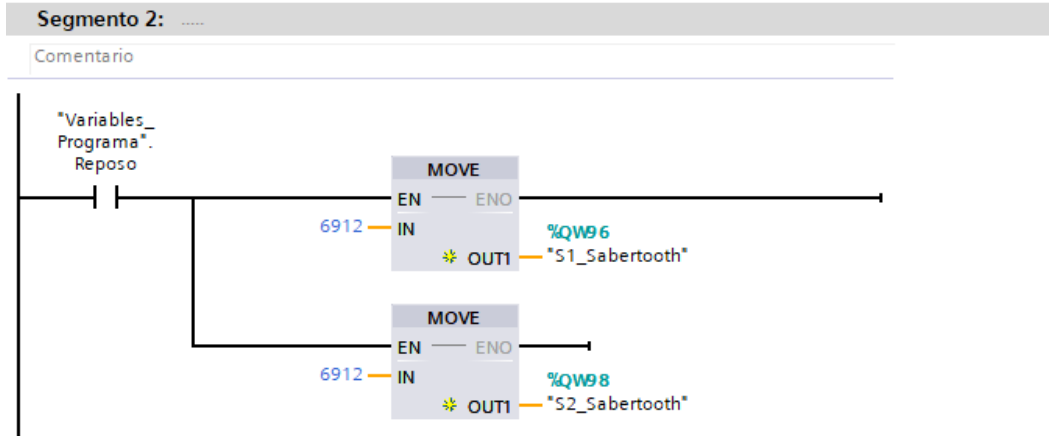 Segmento 2: .....
Comentario
"Variables_
Programa".
Reposo
MOVE
EN ENO
6912 IN
%QW96
OUT1 "S1_Sabertooth"
MOVE
EN ENO
6912 IN
%QW98
OUT1 "S2_Sabertooth"